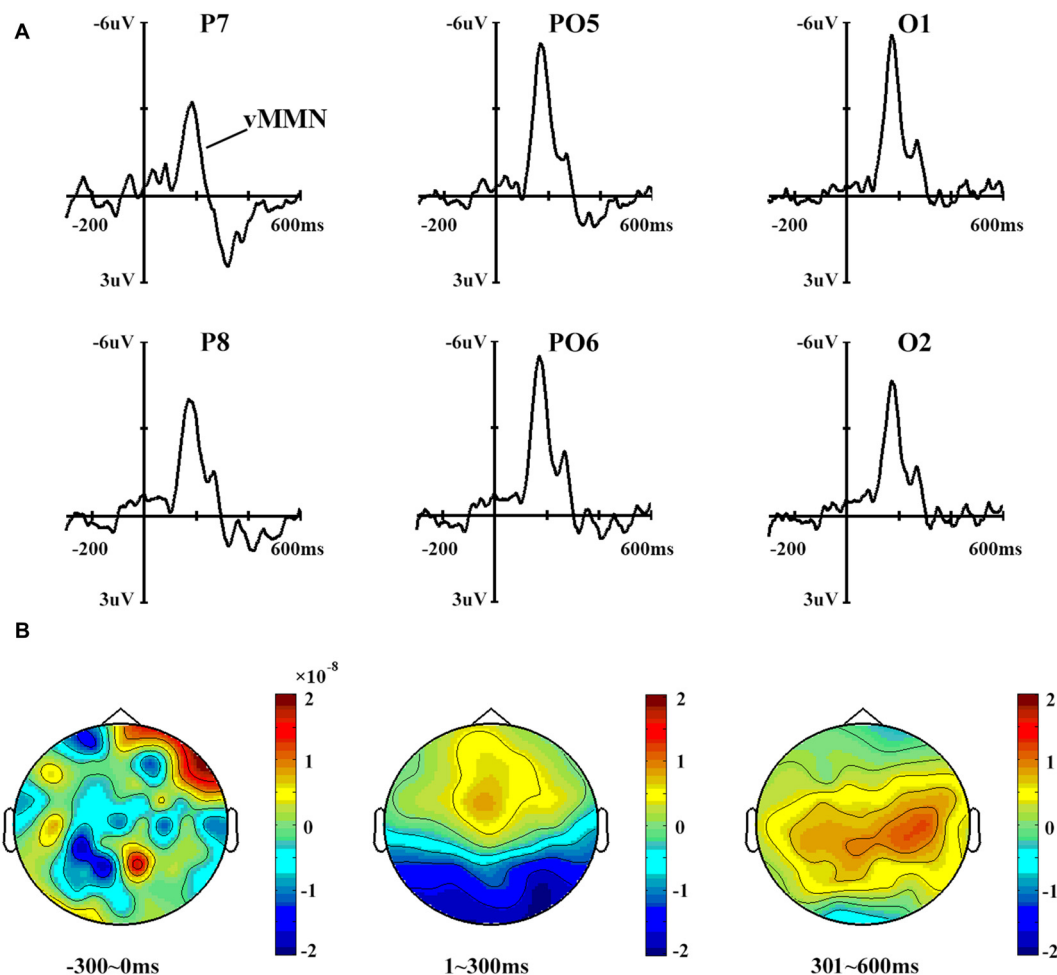 A
-6uV P7
vMMN
-200 600ms
3uV
-6uV PO5
-200 600ms
3uV
-6uV O1
-200 600ms
3uV
-6uV P8
-200 600ms
3uV
-6uV PO6
-200 600ms
3uV
-6uV O2
-200 600ms
3uV
B
×10⁻⁸
2
1
0
-1
-2
-300~0ms
2
1
0
-1
-2
1~300ms
2
1
0
-1
-2
301~600ms